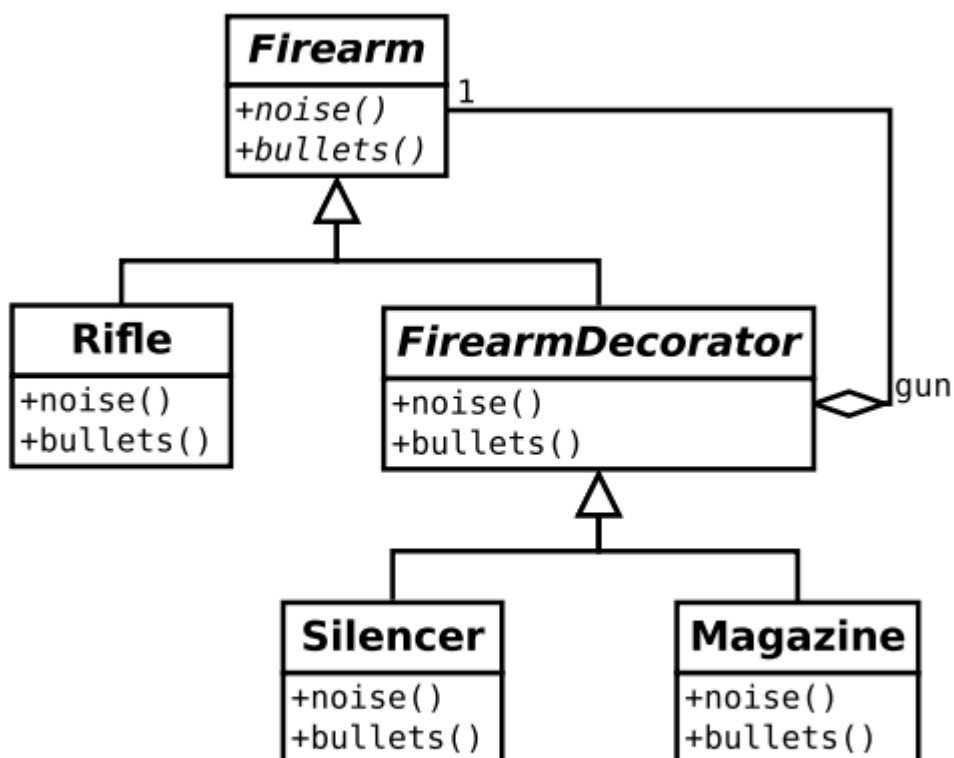 Firearm
+noise()
+bullets()
1
Rifle
+noise()
+bullets()
FirearmDecorator
+noise()
+bullets()
gun
Silencer
+noise()
+bullets()
Magazine
+noise()
+bullets()